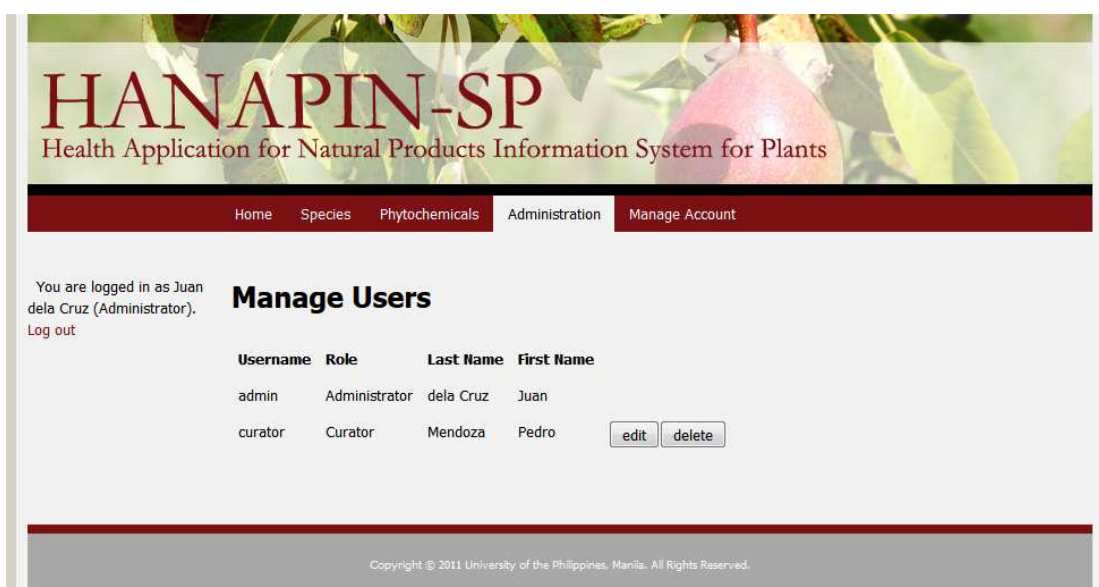 HANAPIN-SP
Health Application for Natural Products Information System for Plants
Home Species Phytochemicals Administration Manage Account
You are logged in as Juan
dela Cruz (Administrator).
Log out
Manage Users
Username Role Last Name First Name
admin Administrator dela Cruz Juan
curator Curator Mendoza Pedro edit delete
Copyright © 2011 University of the Philippines, Manila. All Rights Reserved.